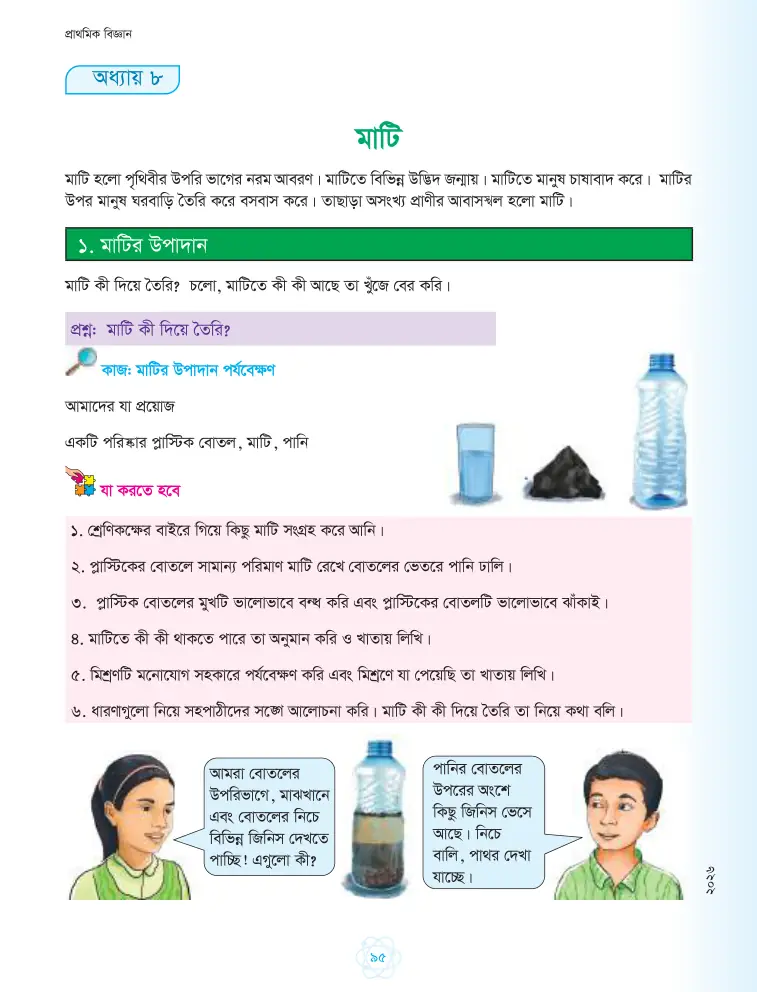 প্রাথমিক বিজ্ঞান
অধ্যায় ৮
মাটি
মাটি হলো পৃথিবীর উপরি ভাগের নরম আবরণ। মাটিতে বিভিন্ন উদ্ভিদ জন্মায়। মাটিতে মানুষ চাষাবাদ করে। মাটির
উপর মানুষ ঘরবাড়ি তৈরি করে বসবাস করে। তাছাড়া অসংখ্য প্রাণীর আবাসস্থল হলো মাটি।
১. মাটির উপাদান
মাটি কী দিয়ে তৈরি? চলো, মাটিতে কী কী আছে তা খুঁজে বের করি।
প্রশ্ন: মাটি কী দিয়ে তৈরি?
কাজ: মাটির উপাদান পর্যবেক্ষণ
আমাদের যা প্রয়োজ
একটি পরিষ্কার প্লাস্টিক বোতল, মাটি, পানি
যা করতে হবে
১. শ্রেণিকক্ষের বাইরে গিয়ে কিছু মাটি সংগ্রহ করে আনি।
২. প্লাস্টিকের বোতলে সামান্য পরিমাণ মাটি রেখে বোতলের ভেতরে পানি ঢালি।
৩. প্লাস্টিক বোতলের মুখটি ভালোভাবে বন্ধ করি এবং প্লাস্টিকের বোতলটি ভালোভাবে ঝাঁকাই।
৪. মাটিতে কী কী থাকতে পারে তা অনুমান করি ও খাতায় লিখি।
৫. মিশ্রণটি মনোযোগ সহকারে পর্যবেক্ষণ করি এবং মিশ্রণে যা পেয়েছি তা খাতায় লিখি।
৬. ধারণাগুলো নিয়ে সহপাঠীদের সঙ্গে আলোচনা করি। মাটি কী কী দিয়ে তৈরি তা নিয়ে কথা বলি।
আমরা বোতলের
উপরিভাগে, মাঝখানে
এবং বোতলের নিচে
বিভিন্ন জিনিস দেখতে
পাচ্ছি! এগুলো কী?
পানির বোতলের
উপরের অংশে
কিছু জিনিস ভেসে
আছে। নিচে
বালি, পাথর দেখা
যাচ্ছে।
২০২৬
৯৫